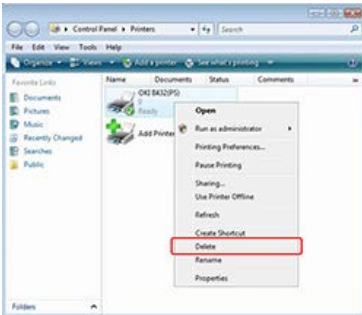 Control Panel ▸ Printers
Search
File Edit View Tools Help
Organize Views Add a printer See what's printing
Favorite Links
Name Documents Status Comments
Documents
Pictures
Music
Recently Changed
Searches
Public
OKI B432(PS)
0
Ready
Add Printer
Open
Run as administrator
Printing Preferences...
Pause Printing
Sharing...
Use Printer Offline
Refresh
Create Shortcut
Delete
Rename
Properties
Folders